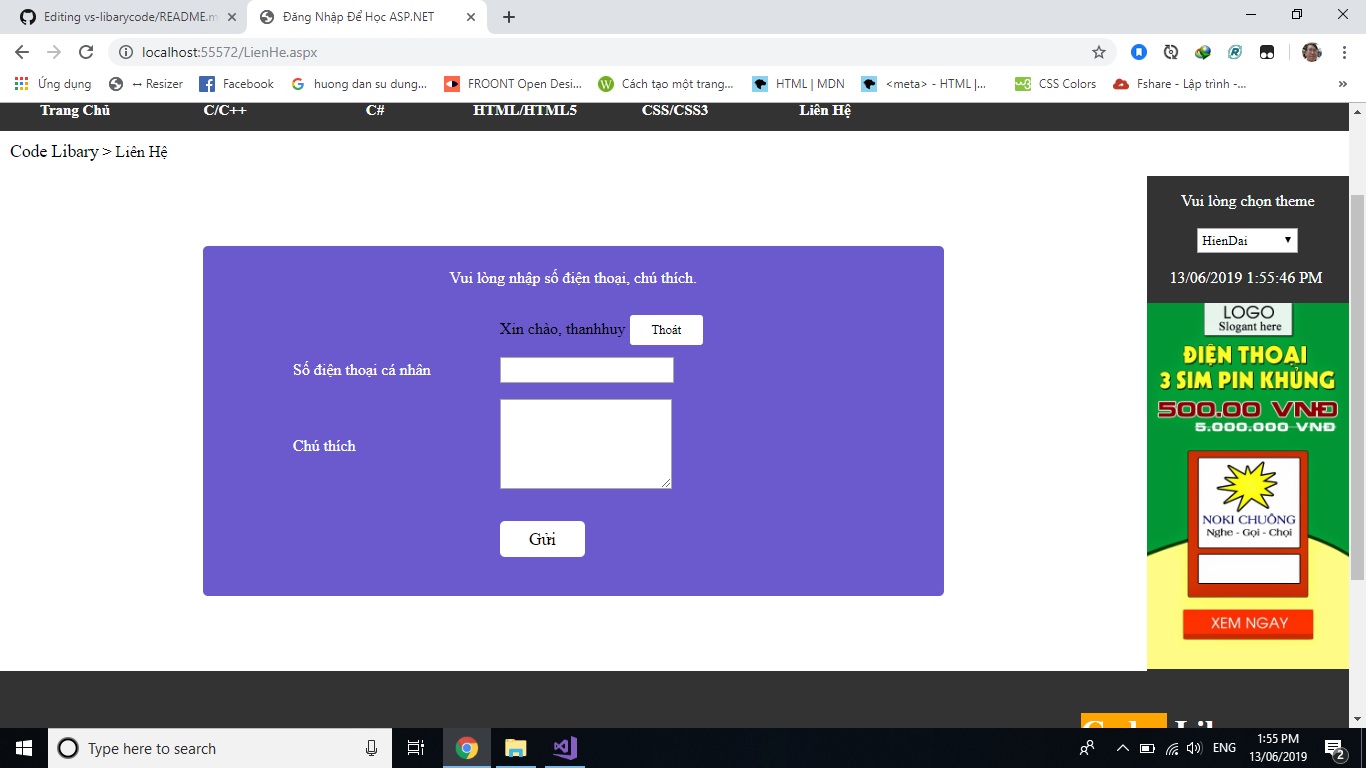 Editing vs-libarycode/README.m
Đăng Nhập Để Học ASP.NET
localhost:55572/LienHe.aspx
Ứng dụng
↔ Resizer
Facebook
huong dan su dung...
FROONT Open Desi...
Cách tạo một trang...
HTML | MDN
<meta> - HTML |...
CSS Colors
Fshare - Lập trình -...
»
Trang Chủ
C/C++
C#
HTML/HTML5
CSS/CSS3
Liên Hệ
Code Libary > Liên Hệ
Vui lòng chọn theme
HienDai
13/06/2019 1:55:46 PM
Vui lòng nhập số điện thoại, chú thích.
Xin chào, thanhhuy
Thoát
Số điện thoại cá nhân
Chú thích
Gửi
LOGO
Slogant here
ĐIỆN THOẠI
3 SIM PIN KHỦNG
500.00 VNĐ
5.000.000 VNĐ
NOKI CHUÔNG
Nghe - Gọi - Chọi
XEM NGAY
Type here to search
ENG
1:55 PM
13/06/2019
2